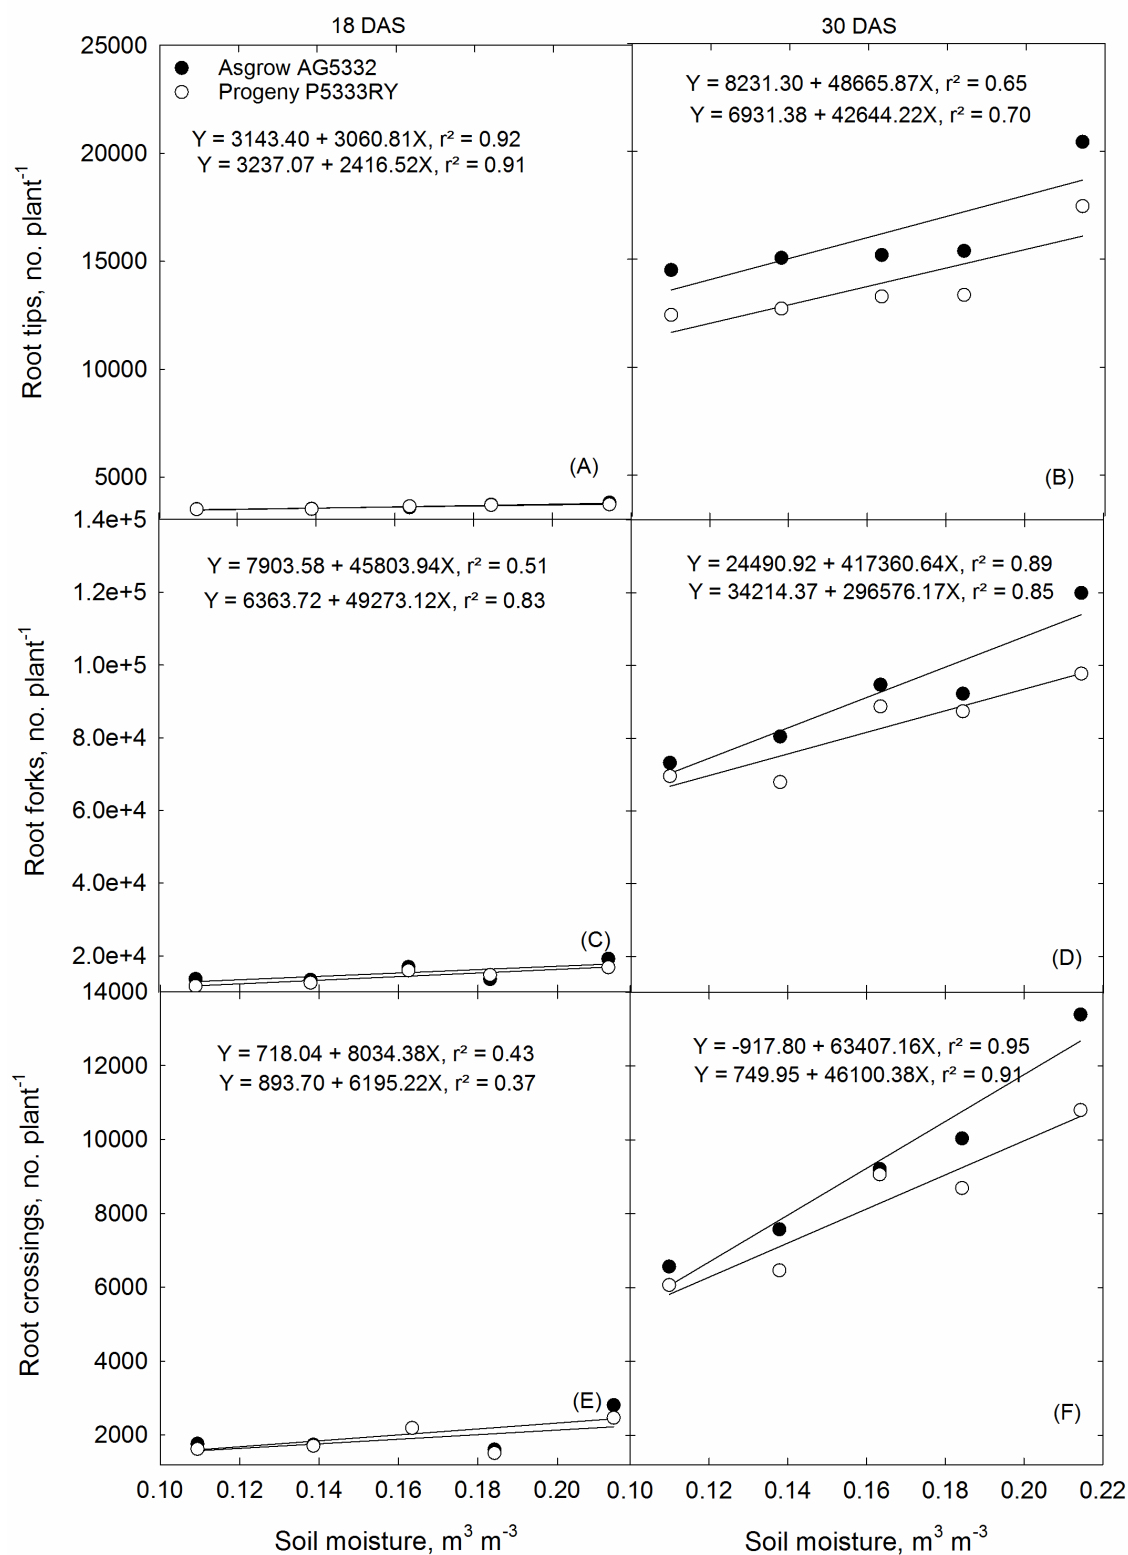 18 DAS
30 DAS
25000
20000
15000
10000
5000
Root tips, no. plant⁻¹
Asgrow AG5332
Progeny P5333RY
Y = 3143.40 + 3060.81X, r² = 0.92
Y = 3237.07 + 2416.52X, r² = 0.91
(A)
Y = 8231.30 + 48665.87X, r² = 0.65
Y = 6931.38 + 42644.22X, r² = 0.70
(B)
1.4e+5
1.2e+5
1.0e+5
8.0e+4
6.0e+4
4.0e+4
2.0e+4
Root forks, no. plant⁻¹
Y = 7903.58 + 45803.94X, r² = 0.51
Y = 6363.72 + 49273.12X, r² = 0.83
(C)
Y = 24490.92 + 417360.64X, r² = 0.89
Y = 34214.37 + 296576.17X, r² = 0.85
(D)
14000
12000
10000
8000
6000
4000
2000
Root crossings, no. plant⁻¹
Y = 718.04 + 8034.38X, r² = 0.43
Y = 893.70 + 6195.22X, r² = 0.37
(E)
Y = -917.80 + 63407.16X, r² = 0.95
Y = 749.95 + 46100.38X, r² = 0.91
(F)
0.10 0.12 0.14 0.16 0.18 0.20 0.10 0.12 0.14 0.16 0.18 0.20 0.22
Soil moisture, m³ m⁻³
Soil moisture, m³ m⁻³